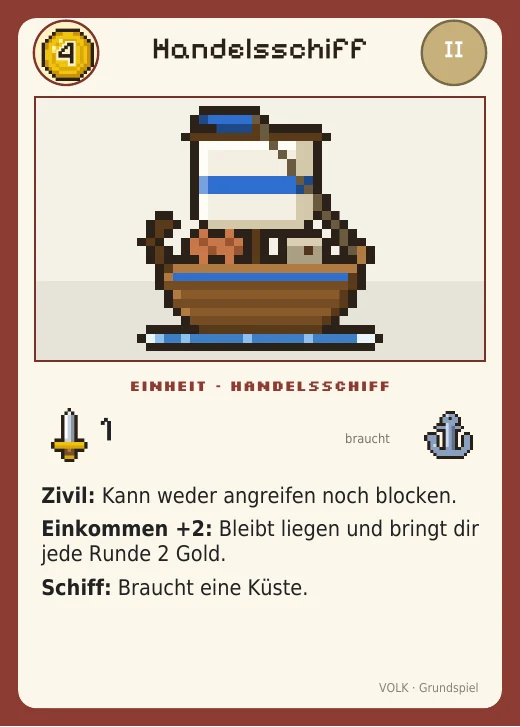 4
Handelsschiff
II
EINHEIT · HANDELSSCHIFF
1
braucht
Zivil: Kann weder angreifen noch blocken.
Einkommen +2: Bleibt liegen und bringt dir
jede Runde 2 Gold.
Schiff: Braucht eine Küste.
VOLK · Grundspiel